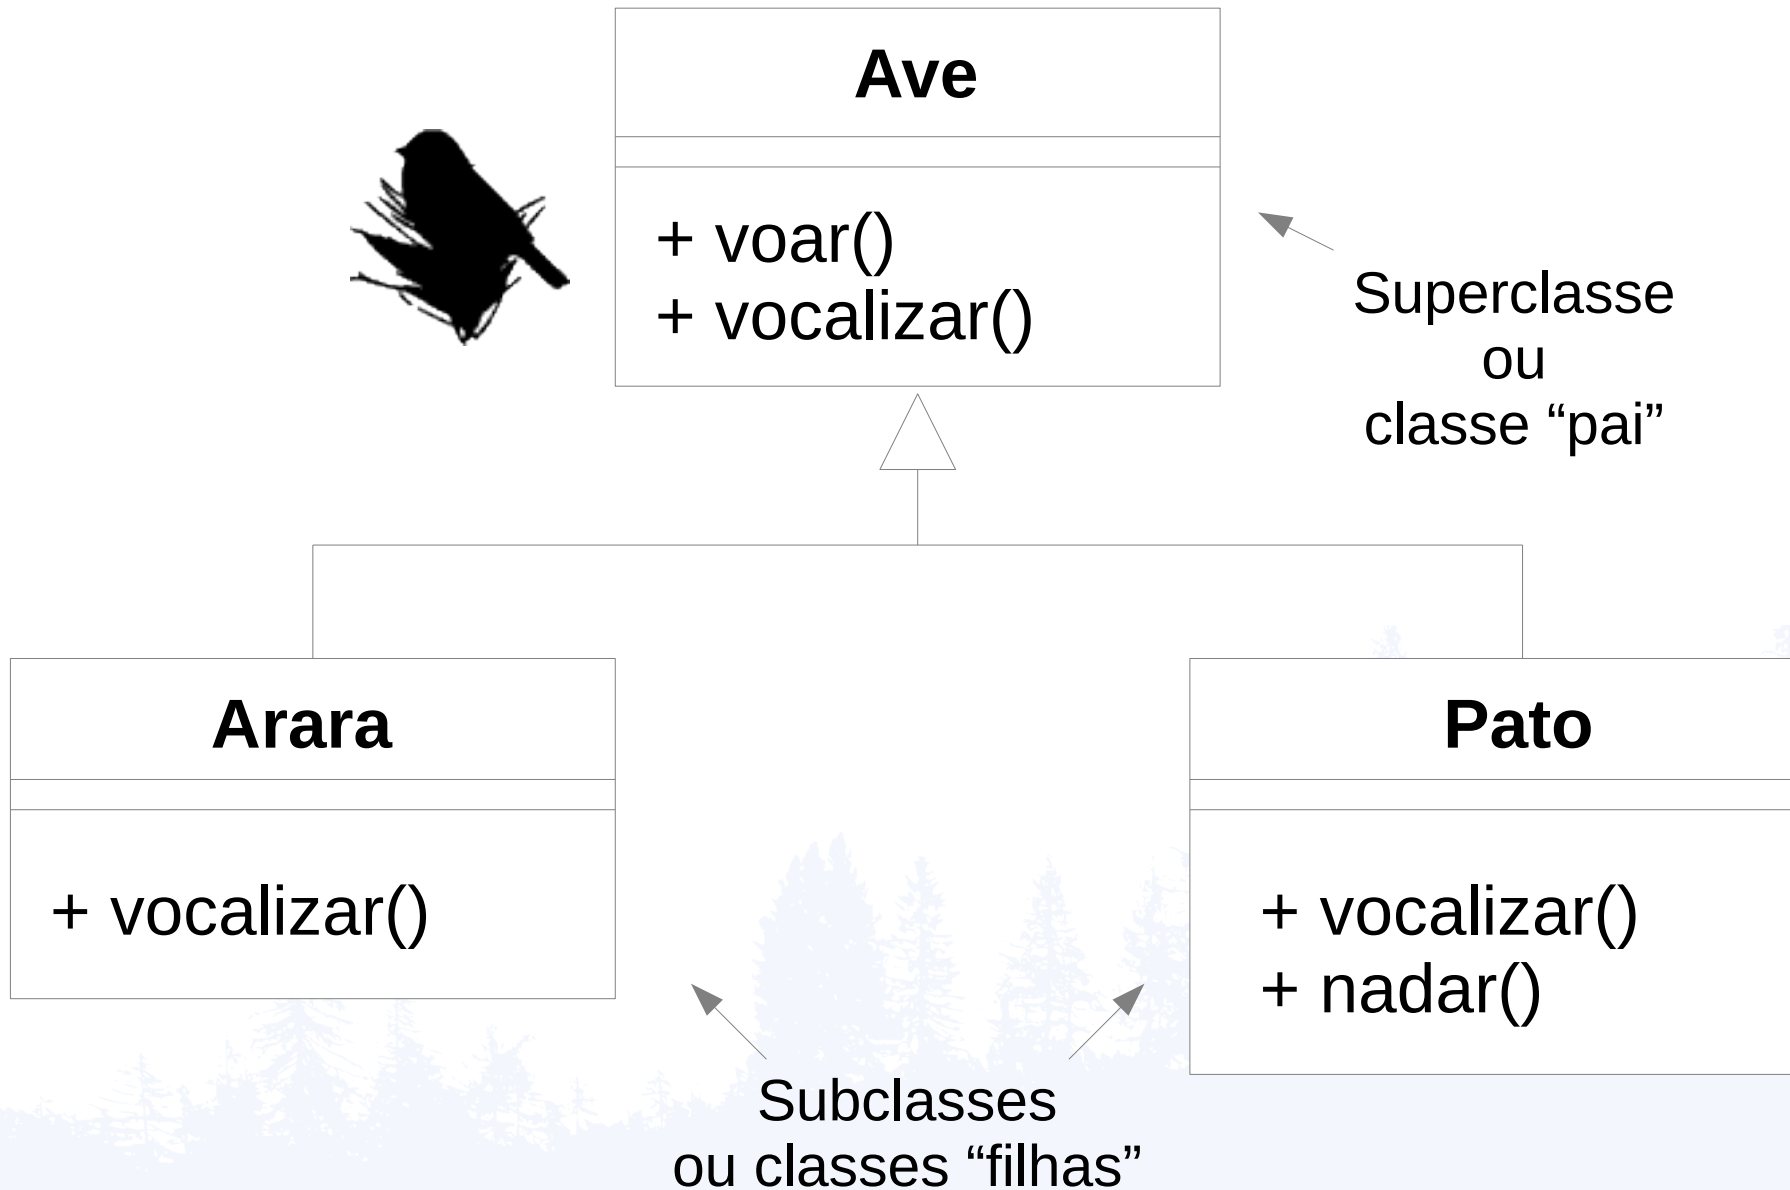 Ave
+ voar()
+ vocalizar()
Superclasse
ou
classe “pai”
Arara
+ vocalizar()
Pato
+ vocalizar()
+ nadar()
Subclasses
ou classes “filhas”